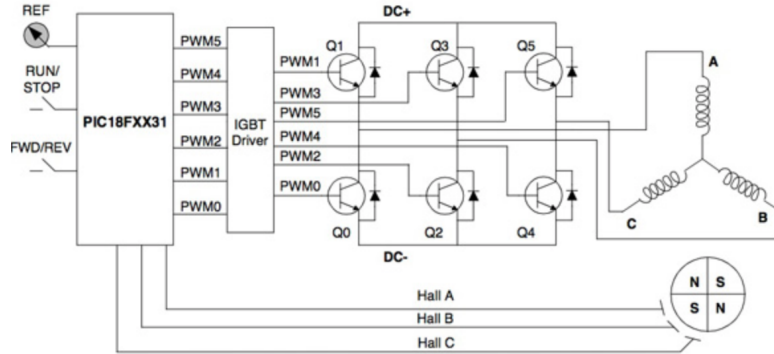 REF
RUN/
STOP
FWD/REV
PIC18FXX31
PWM5
PWM4
PWM3
PWM2
PWM1
PWM0
IGBT
Driver
PWM1
PWM3
PWM5
PWM4
PWM2
PWM0
DC+
Q1
Q3
Q5
Q0
Q2
Q4
DC-
A
B
C
Hall A
Hall B
Hall C
N S
S N